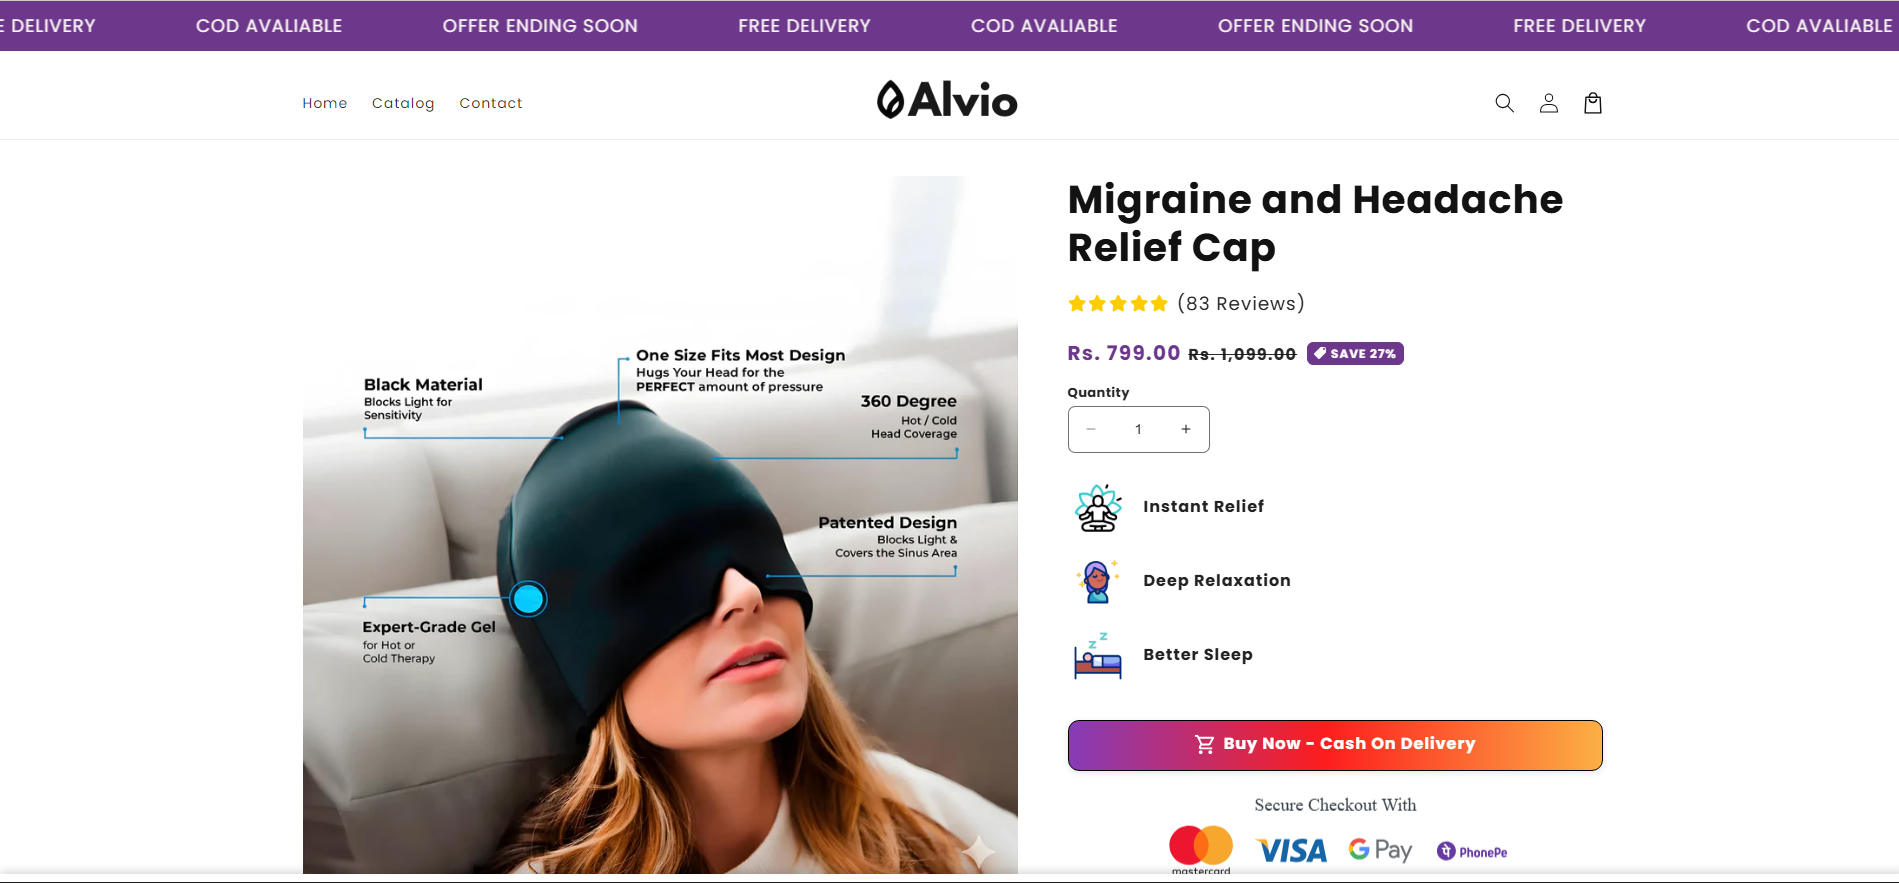 E DELIVERY COD AVALIABLE OFFER ENDING SOON FREE DELIVERY COD AVALIABLE OFFER ENDING SOON FREE DELIVERY COD AVALIABLE
Home Catalog Contact
Alvio
One Size Fits Most Design
Hugs Your Head for the
PERFECT amount of pressure
Black Material
Blocks Light for
Sensitivity
360 Degree
Hot / Cold
Head Coverage
Patented Design
Blocks Light &
Covers the Sinus Area
Expert-Grade Gel
for Hot or
Cold Therapy
Migraine and Headache
Relief Cap
(83 Reviews)
Rs. 799.00 Rs. 1,099.00 SAVE 27%
Quantity
− 1 +
Instant Relief
Deep Relaxation
Better Sleep
Buy Now - Cash On Delivery
Secure Checkout With
mastercard VISA G Pay PhonePe